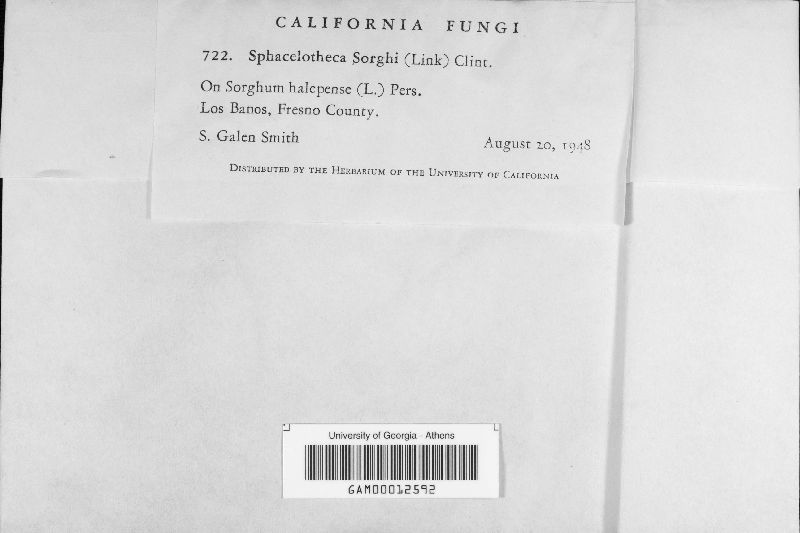 CALIFORNIA FUNGI
722. Sphacelotheca Sorghi (Link) Clint.
On Sorghum halepense (L.) Pers.
Los Banos, Fresno County.
S. Galen Smith August 20, 1948
Distributed by the Herbarium of the University of California
University of Georgia - Athens
GAM00012592